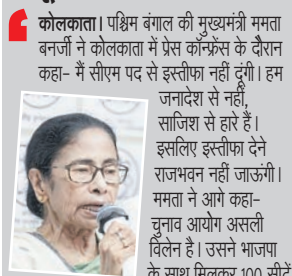 कोलकाता। पश्चिम बंगाल की मुख्यमंत्री ममता
बनर्जी ने कोलकाता में प्रेस कॉन्फ्रेंस के दौरान
कहा- मैं सीएम पद से इस्तीफा नहीं दूंगी। हम
जनादेश से नहीं,
साजिश से हारे हैं।
इसलिए इस्तीफा देने
राजभवन नहीं जाऊंगी।
ममता ने आगे कहा-
चुनाव आयोग असली
विलेन है। उसने भाजपा
के साथ मिलकर 100 सीटें